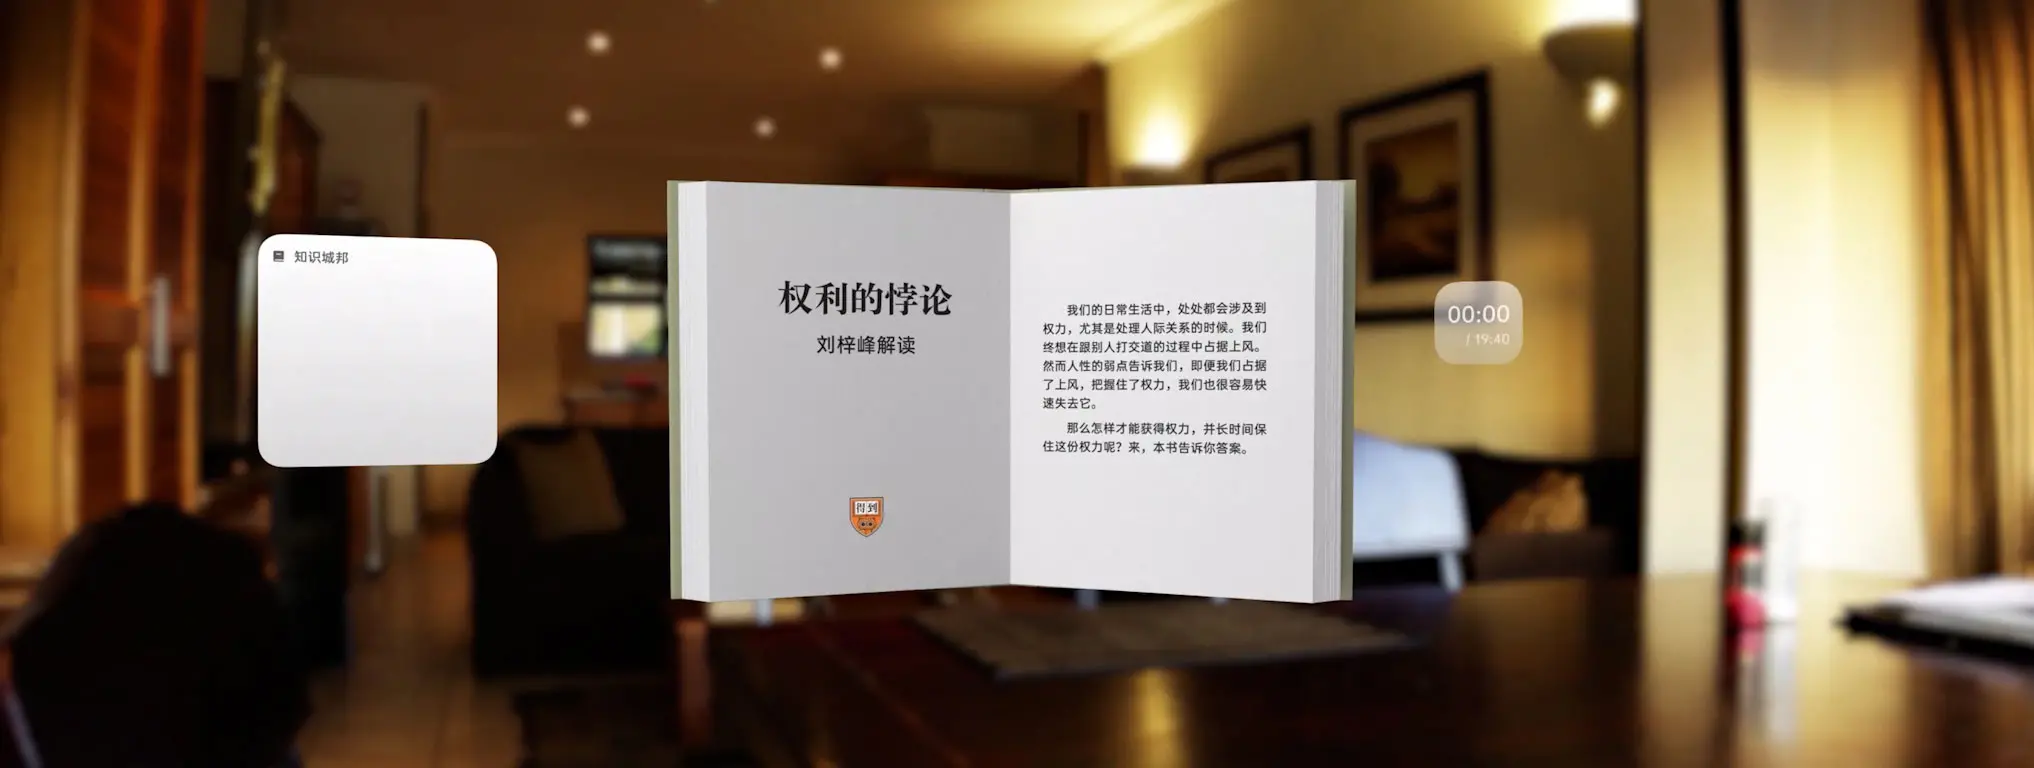 知识城邦
权利的悖论
刘梓峰解读
得到
我们的日常生活中，处处都会涉及到
权力，尤其是处理人际关系的时候。我们
终想在跟别人打交道的过程中占据上风。
然而人性的弱点告诉我们，即便我们占据
了上风，把握住了权力，我们也很容易快
速失去它。
那么怎样才能获得权力，并长时间保
住这份权力呢？来，本书告诉你答案。
00:00
/ 19:40